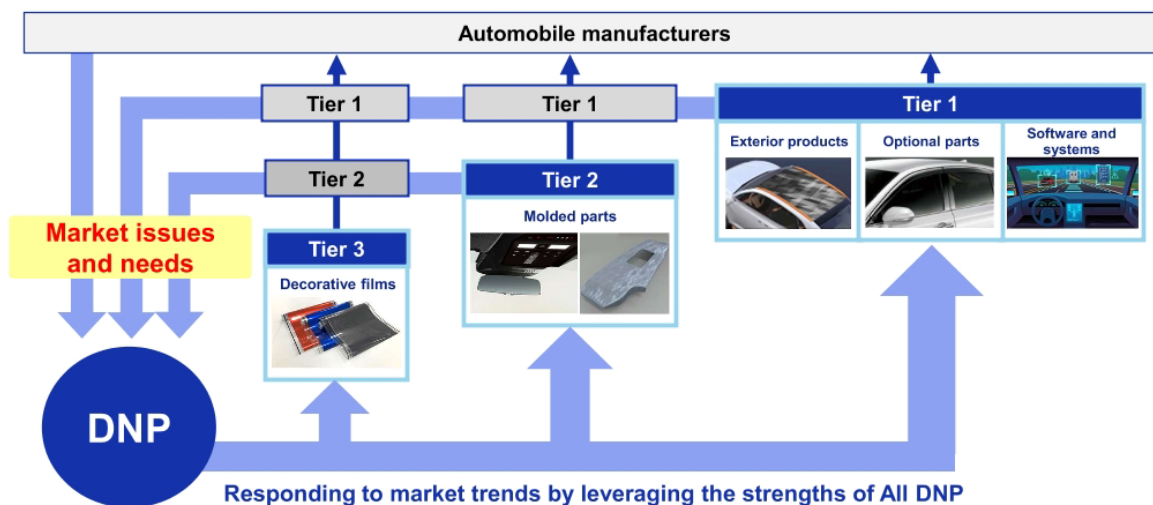 Automobile manufacturers
Tier 1
Tier 1
Tier 1
Exterior products
Optional parts
Software and
systems
Tier 2
Tier 2
Molded parts
Market issues
and needs
Tier 3
Decorative films
DNP
Responding to market trends by leveraging the strengths of All DNP